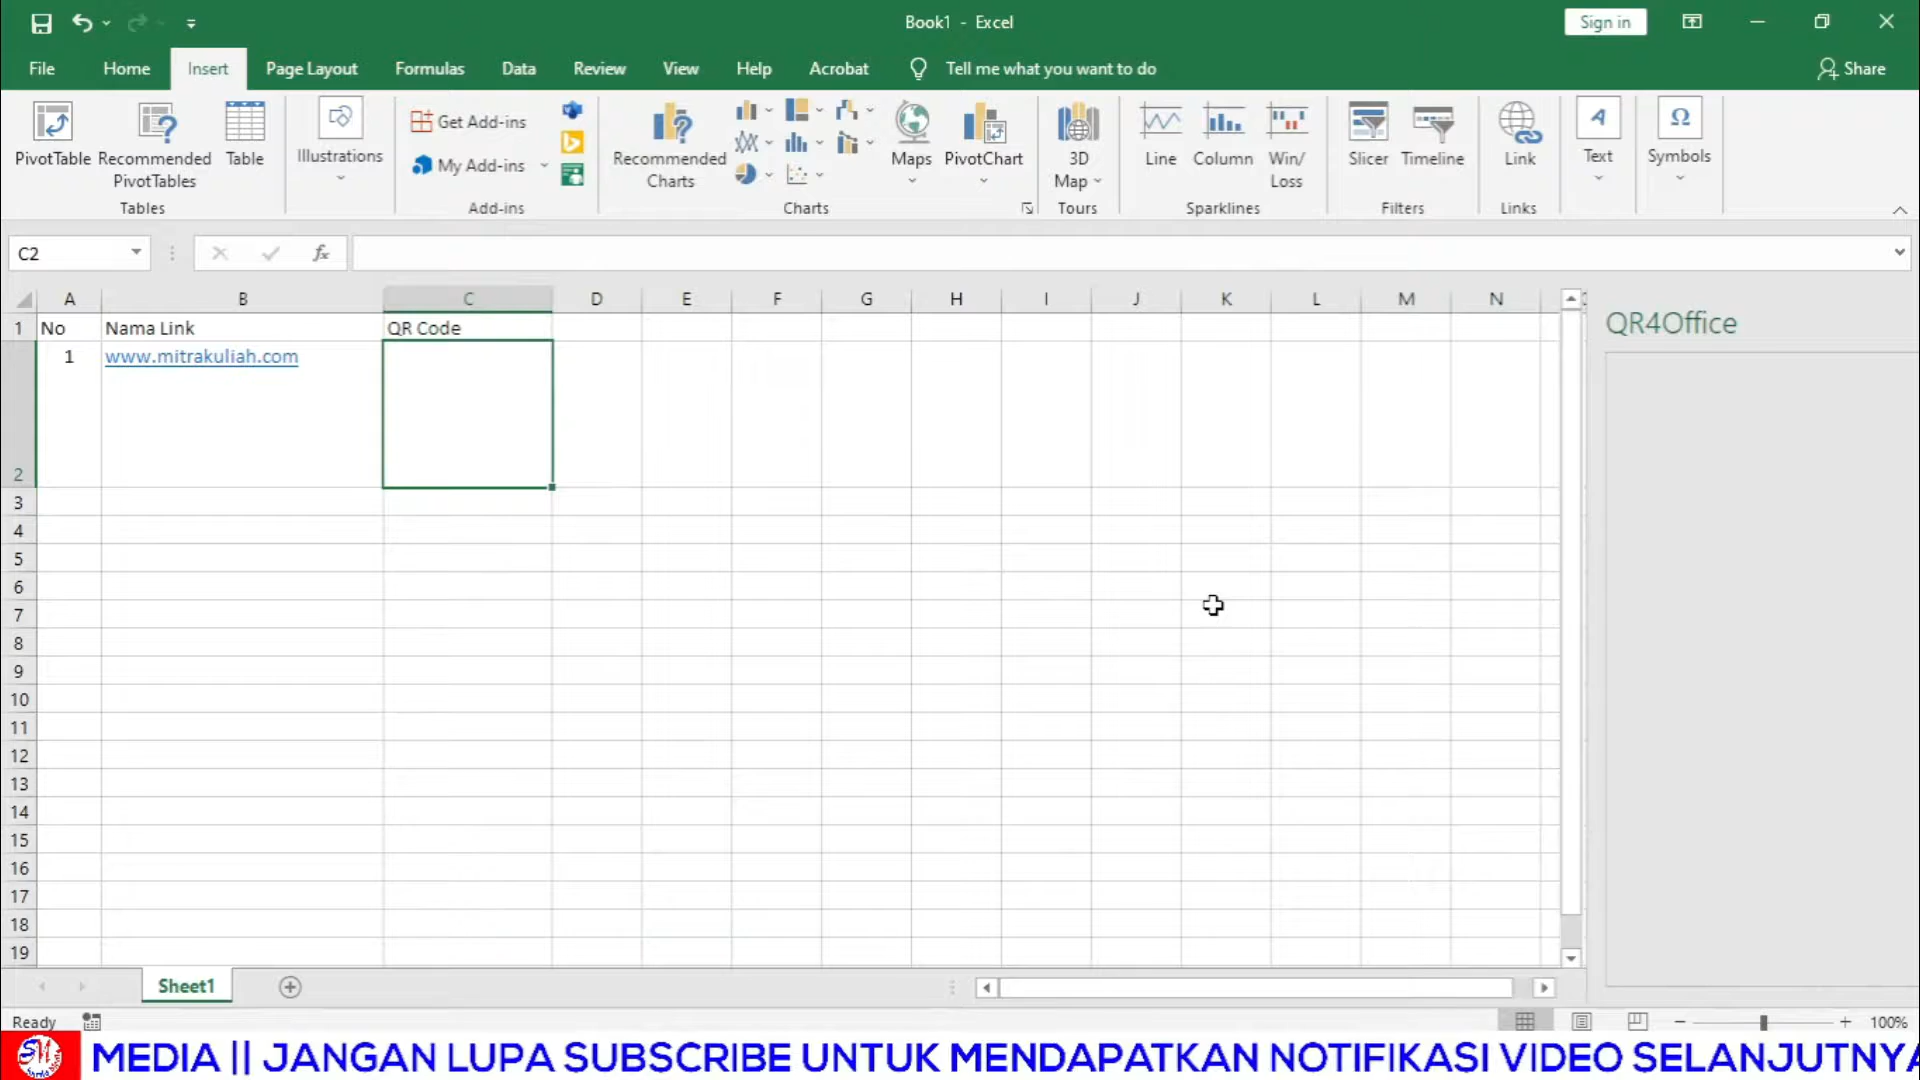 Book1 - Excel
Sign in
File Home Insert Page Layout Formulas Data Review View Help Acrobat Tell me what you want to do Share
PivotTable
Recommended PivotTables
Table
Tables
Illustrations
Get Add-ins
My Add-ins
Add-ins
Recommended Charts
Maps
PivotChart
Charts
3D Map
Tours
Line
Column
Win/ Loss
Sparklines
Slicer
Timeline
Filters
Link
Links
Text
Symbols
C2
fx
A B C D E F G H I J K L M N
1 No Nama Link QR Code
2 1 www.mitrakuliah.com
3
4
5
6
7
8
9
10
11
12
13
14
15
16
17
18
19
QR4Office
Sheet1
Ready
100%
MEDIA || JANGAN LUPA SUBSCRIBE UNTUK MENDAPATKAN NOTIFIKASI VIDEO SELANJUTNYA